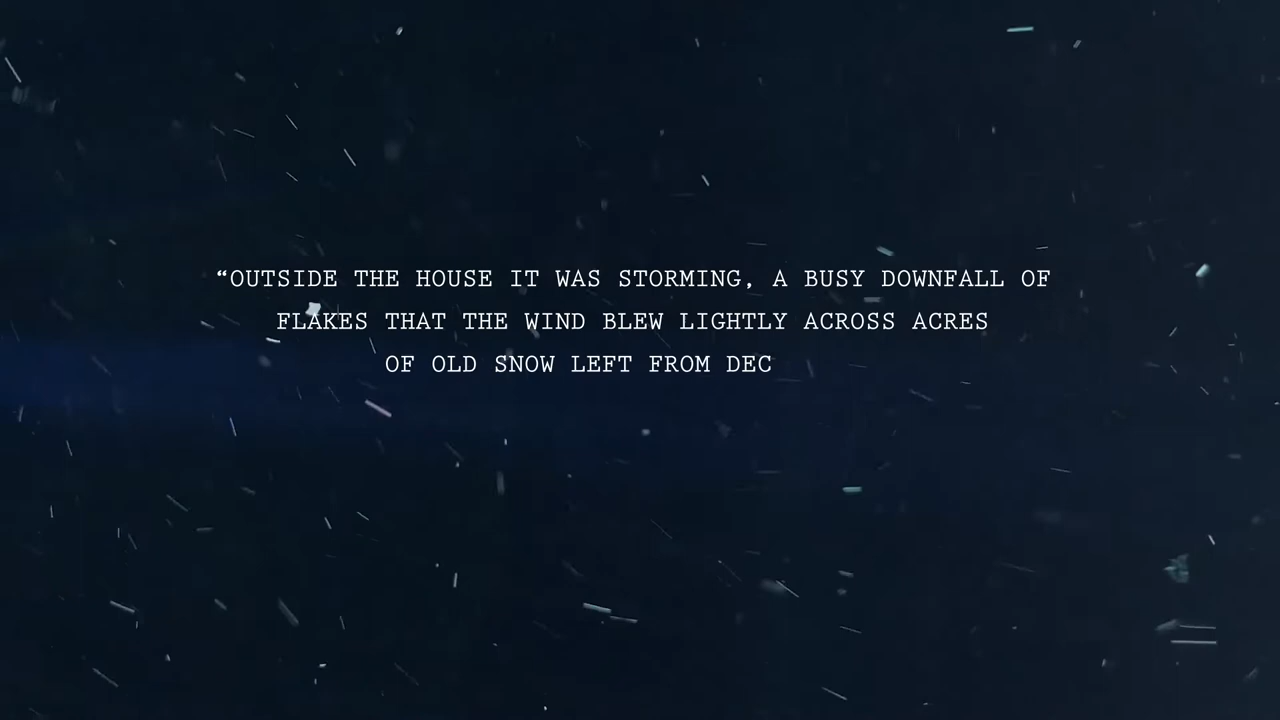 “OUTSIDE THE HOUSE IT WAS STORMING, A BUSY DOWNFALL OF
FLAKES THAT THE WIND BLEW LIGHTLY ACROSS ACRES
OF OLD SNOW LEFT FROM DEC